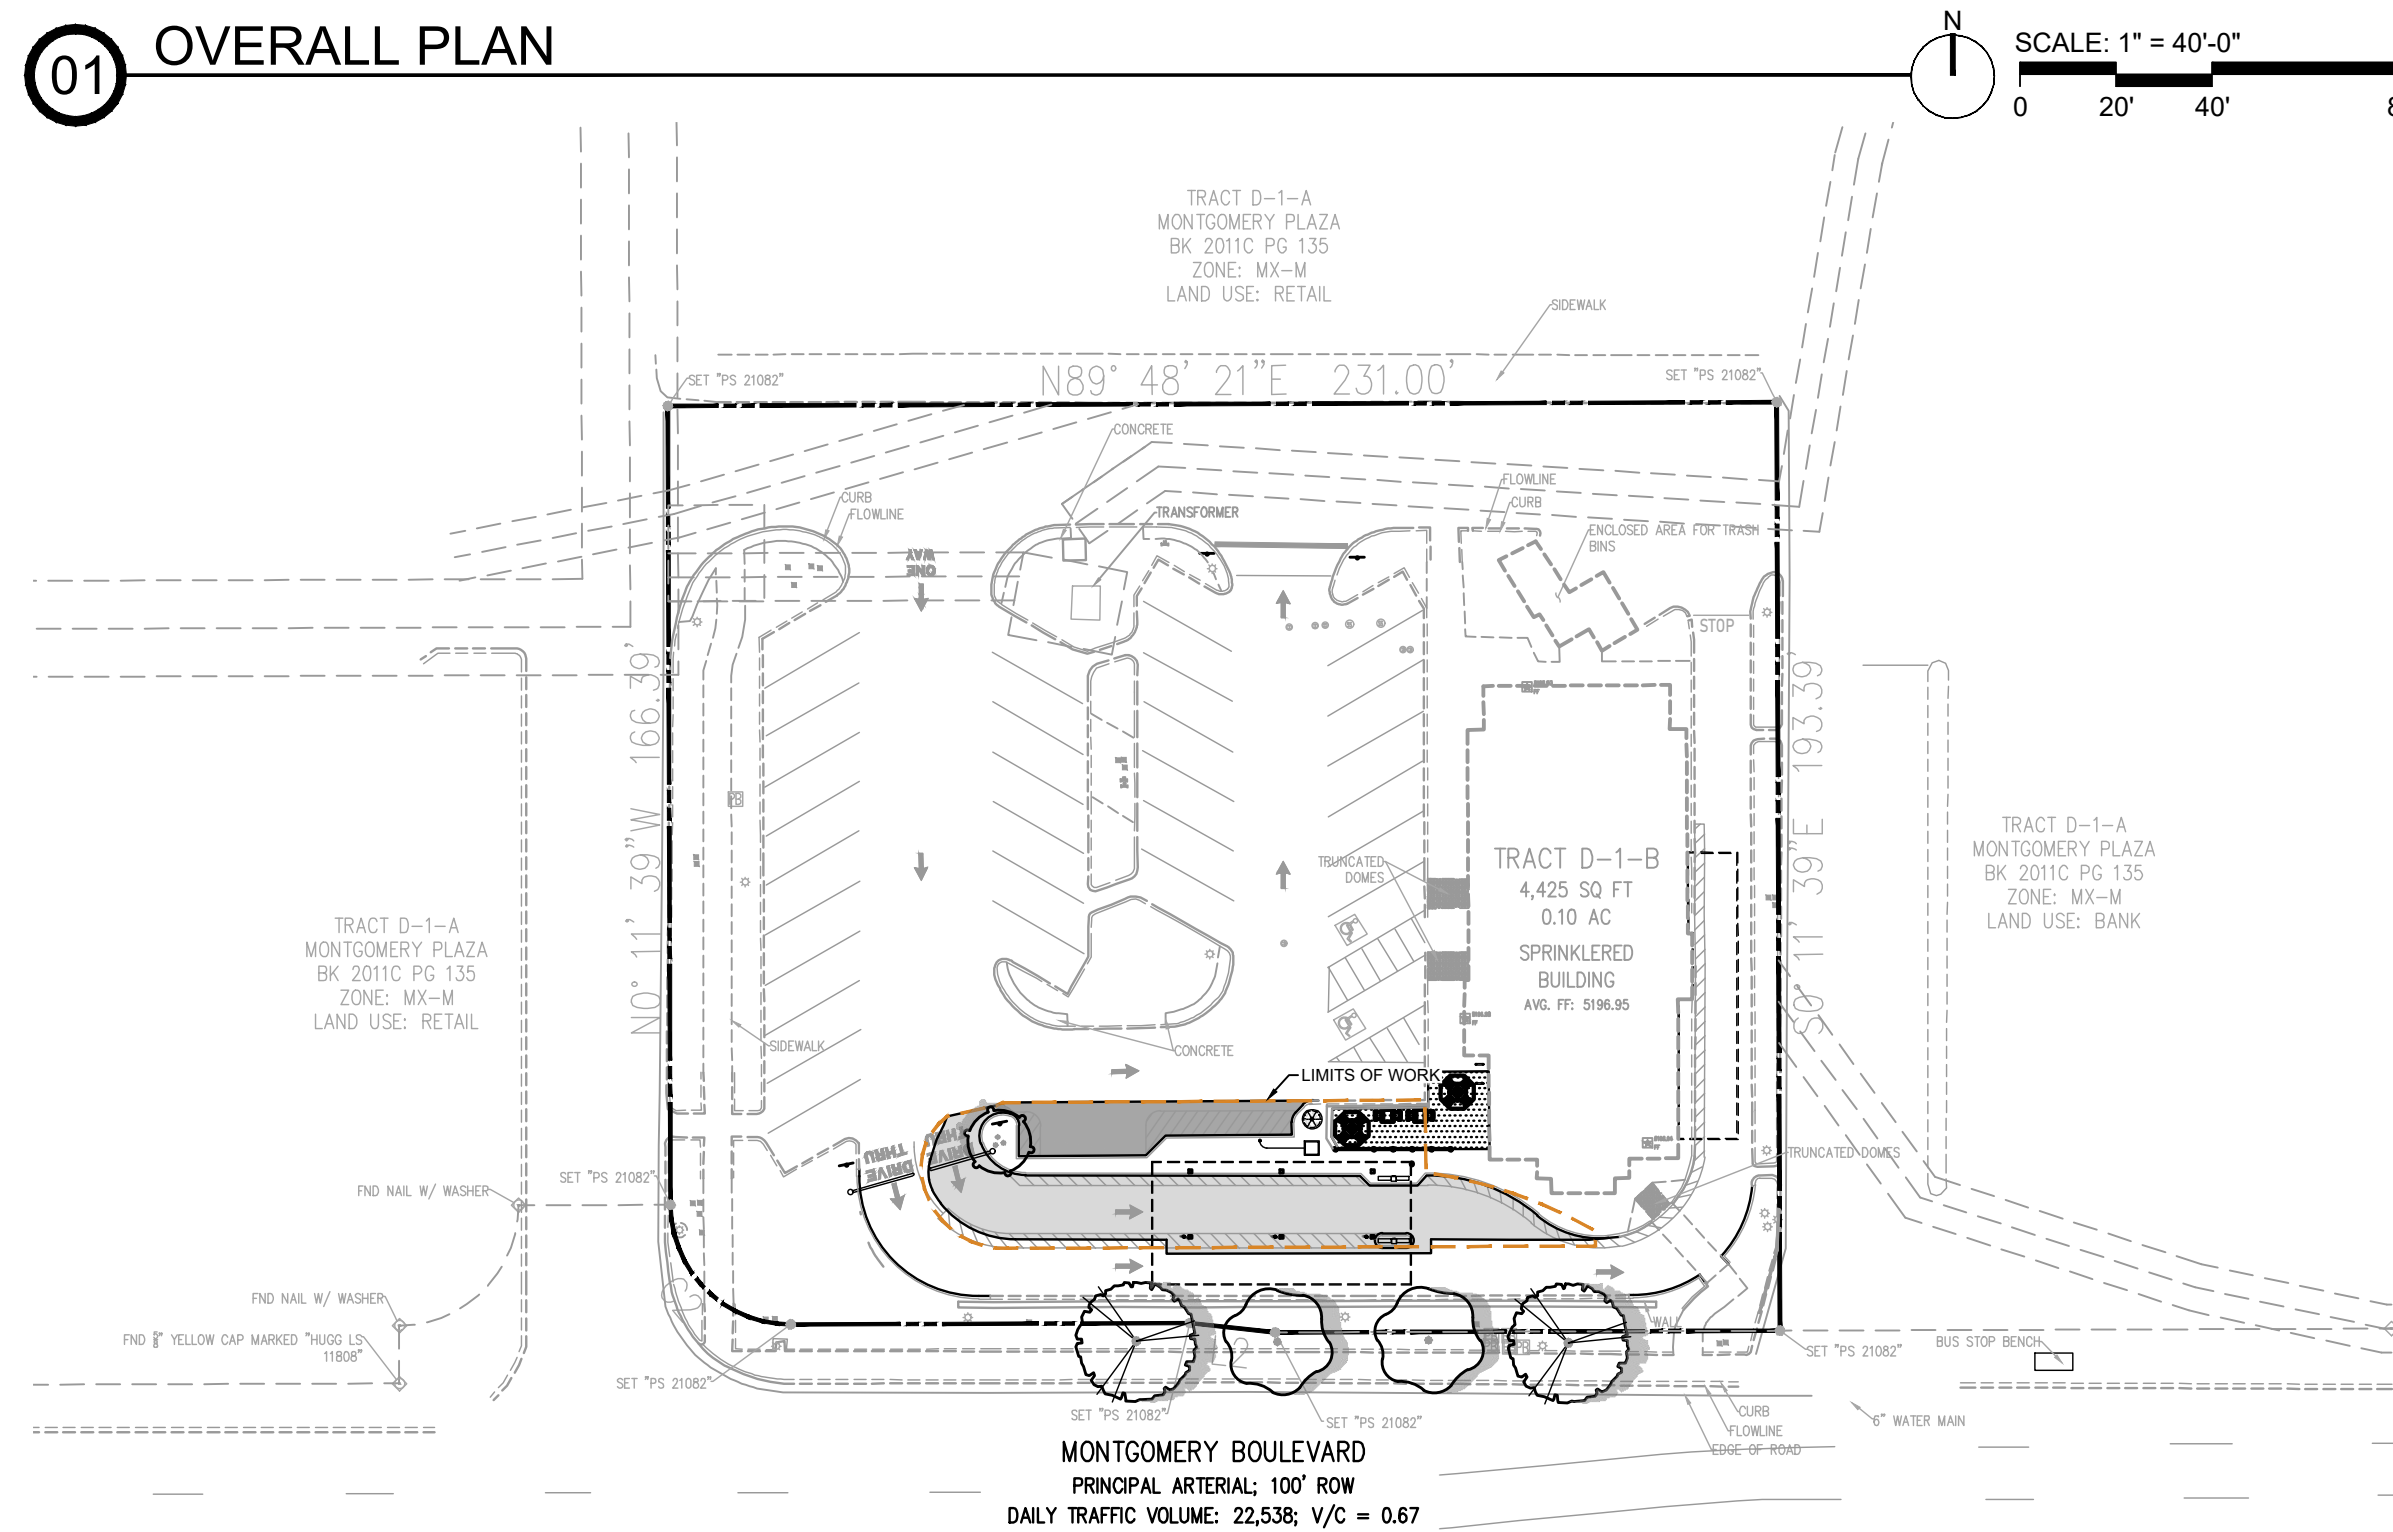 01
OVERALL PLAN
N
SCALE: 1" = 40'-0"
0
20'
40'
TRACT D-1-A
MONTGOMERY PLAZA
BK 2011C PG 135
ZONE: MX-M
LAND USE: RETAIL
SIDEWALK
SET "PS 21082"
N89° 48' 21"E 231.00'
SET "PS 21082"
CONCRETE
CURB
FLOWLINE
TRANSFORMER
FLOWLINE
CURB
ENCLOSED AREA FOR TRASH
BINS
ONE
WAY
STOP
N0° 11' 39"W 166.39'
S0° 11' 39"E 193.39'
PB
TRUNCATED
DOMES
TRACT D-1-B
4,425 SQ FT
0.10 AC
SPRINKLERED
BUILDING
AVG. FF: 5196.95
TRACT D-1-A
MONTGOMERY PLAZA
BK 2011C PG 135
ZONE: MX-M
LAND USE: BANK
TRACT D-1-A
MONTGOMERY PLAZA
BK 2011C PG 135
ZONE: MX-M
LAND USE: RETAIL
SIDEWALK
CONCRETE
LIMITS OF WORK
DRIVE
THRU
DRIVE
THRU
TRUNCATED DOMES
SET "PS 21082"
FND NAIL W/ WASHER
FND NAIL W/ WASHER
YELLOW CAP MARKED "HUGG LS
11808"
SET "PS 21082"
WALL
SET "PS 21082"
BUS STOP BENCH
SET "PS 21082"
SET "PS 21082"
CURB
FLOWLINE
EDGE OF ROAD
6" WATER MAIN
MONTGOMERY BOULEVARD
PRINCIPAL ARTERIAL; 100' ROW
DAILY TRAFFIC VOLUME: 22,538; V/C = 0.67